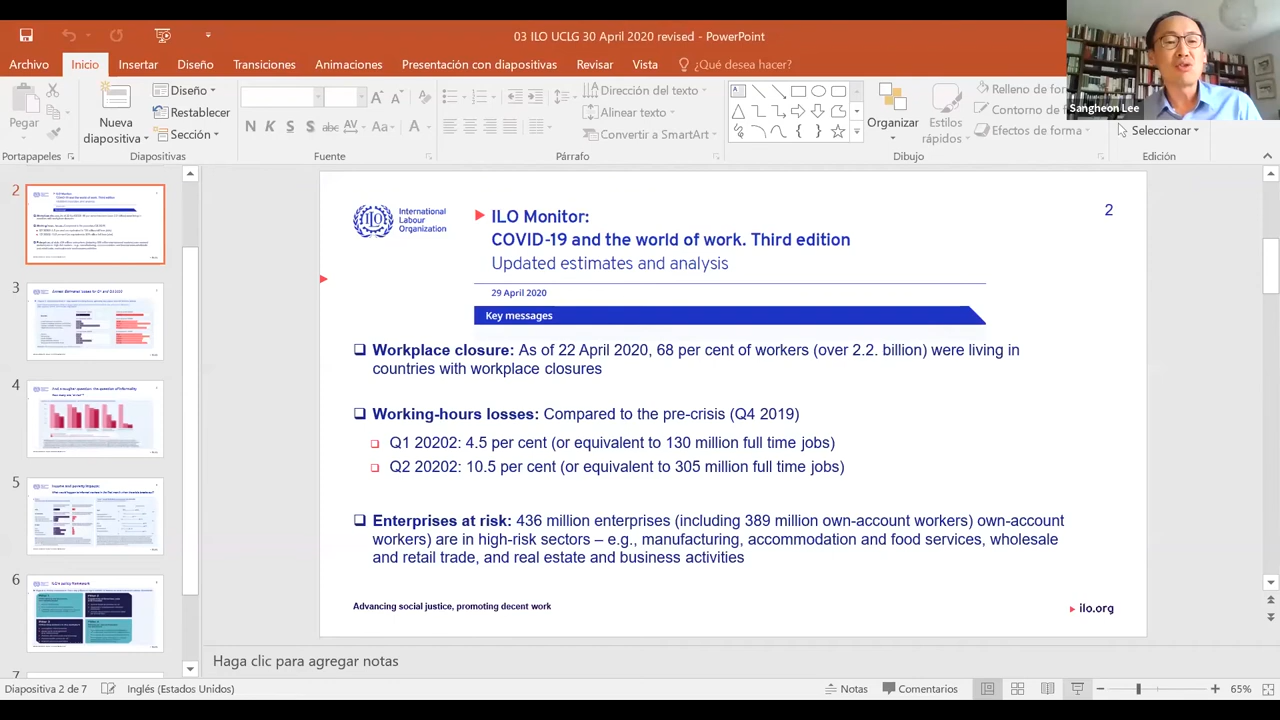 03 ILO UCLG 30 April 2020 revised - PowerPoint
Archivo Inicio Insertar Diseño Transiciones Animaciones Presentación con diapositivas Revisar Vista ¿Qué desea hacer?
Sangheon Lee
Pegar
Nueva diapositiva
Diseño
Restablecer
Sección
N K S S abc AV Aa A
Dirección del texto
Alinear texto
Convertir a SmartArt
Organizar
Estilos rápidos
Relleno de
Contorno de
Efectos de forma
Seleccionar
Portapapeles Diapositivas Fuente Párrafo Dibujo Edición
2
3
4
5
6
7
International
Labour
Organization
ILO Monitor:
2
COVID-19 and the world of work. Third edition
Updated estimates and analysis
29 April 2020
Key messages
Workplace closure: As of 22 April 2020, 68 per cent of workers (over 2.2. billion) were living in
countries with workplace closures
Working-hours losses: Compared to the pre-crisis (Q4 2019)
Q1 20202: 4.5 per cent (or equivalent to 130 million full time jobs)
Q2 20202: 10.5 per cent (or equivalent to 305 million full time jobs)
Enterprises at risk: 436 million enterprises (including 389 million own-account workers) own-account
workers) are in high-risk sectors – e.g., manufacturing, accommodation and food services, wholesale
and retail trade, and real estate and business activities
Advancing social justice, promoting decent work
ilo.org
Haga clic para agregar notas
Diapositiva 2 de 7 Inglés (Estados Unidos) Notas Comentarios 65%